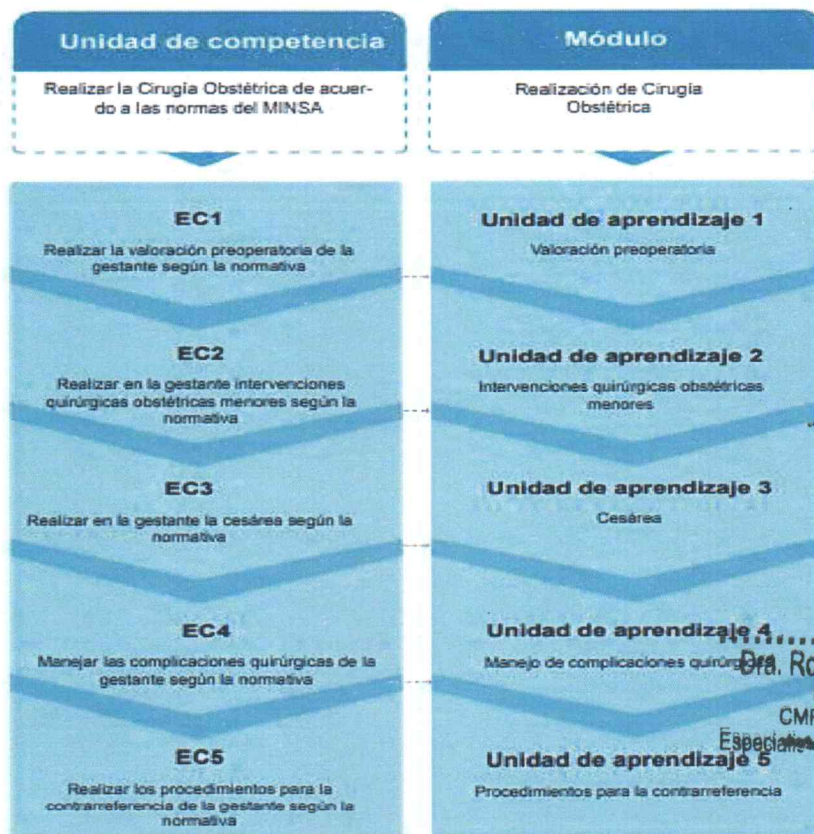 Unidad de competencia
Realizar la Cirugía Obstétrica de acuer-
do a las normas del MINSA
EC1
Realizar la valoración preoperatoria de la
gestante según la normativa
EC2
Realizar en la gestante intervenciones
quirúrgicas obstétricas menores según la
normativa
EC3
Realizar en la gestante la cesárea según la
normativa
EC4
Manejar las complicaciones quirúrgicas de la
gestante según la normativa
EC5
Realizar los procedimientos para la
contrarreferencia de la gestante según la
normativa
Módulo
Realización de Cirugía
Obstétrica
Unidad de aprendizaje 1
Valoración preoperatoria
Unidad de aprendizaje 2
Intervenciones quirúrgicas obstétricas
menores
Unidad de aprendizaje 3
Cesárea
Unidad de aprendizaje 4
Manejo de complicaciones quirúrgicas
Dra.
Unidad de aprendizaje 5
Procedimientos para la contrarreferencia